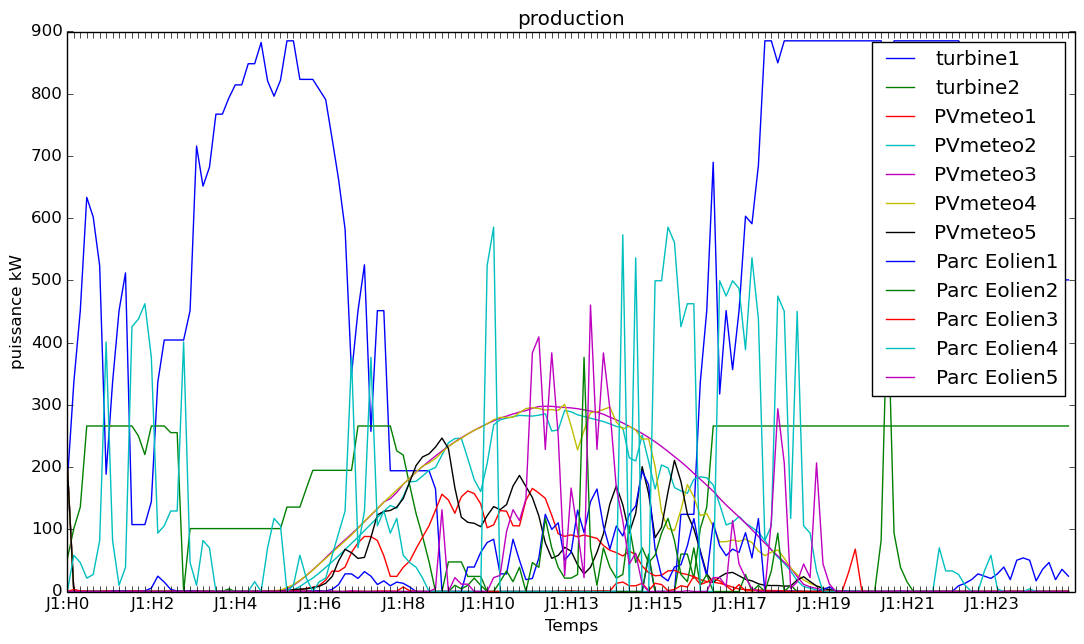 production
900
800
700
600
500
400
300
200
100
0
puissance kW
turbine1
turbine2
PVmeteo1
PVmeteo2
PVmeteo3
PVmeteo4
PVmeteo5
Parc Eolien1
Parc Eolien2
Parc Eolien3
Parc Eolien4
Parc Eolien5
J1:H0 J1:H2 J1:H4 J1:H6 J1:H8 J1:H10 J1:H13 J1:H15 J1:H17 J1:H19 J1:H21 J1:H23
Temps